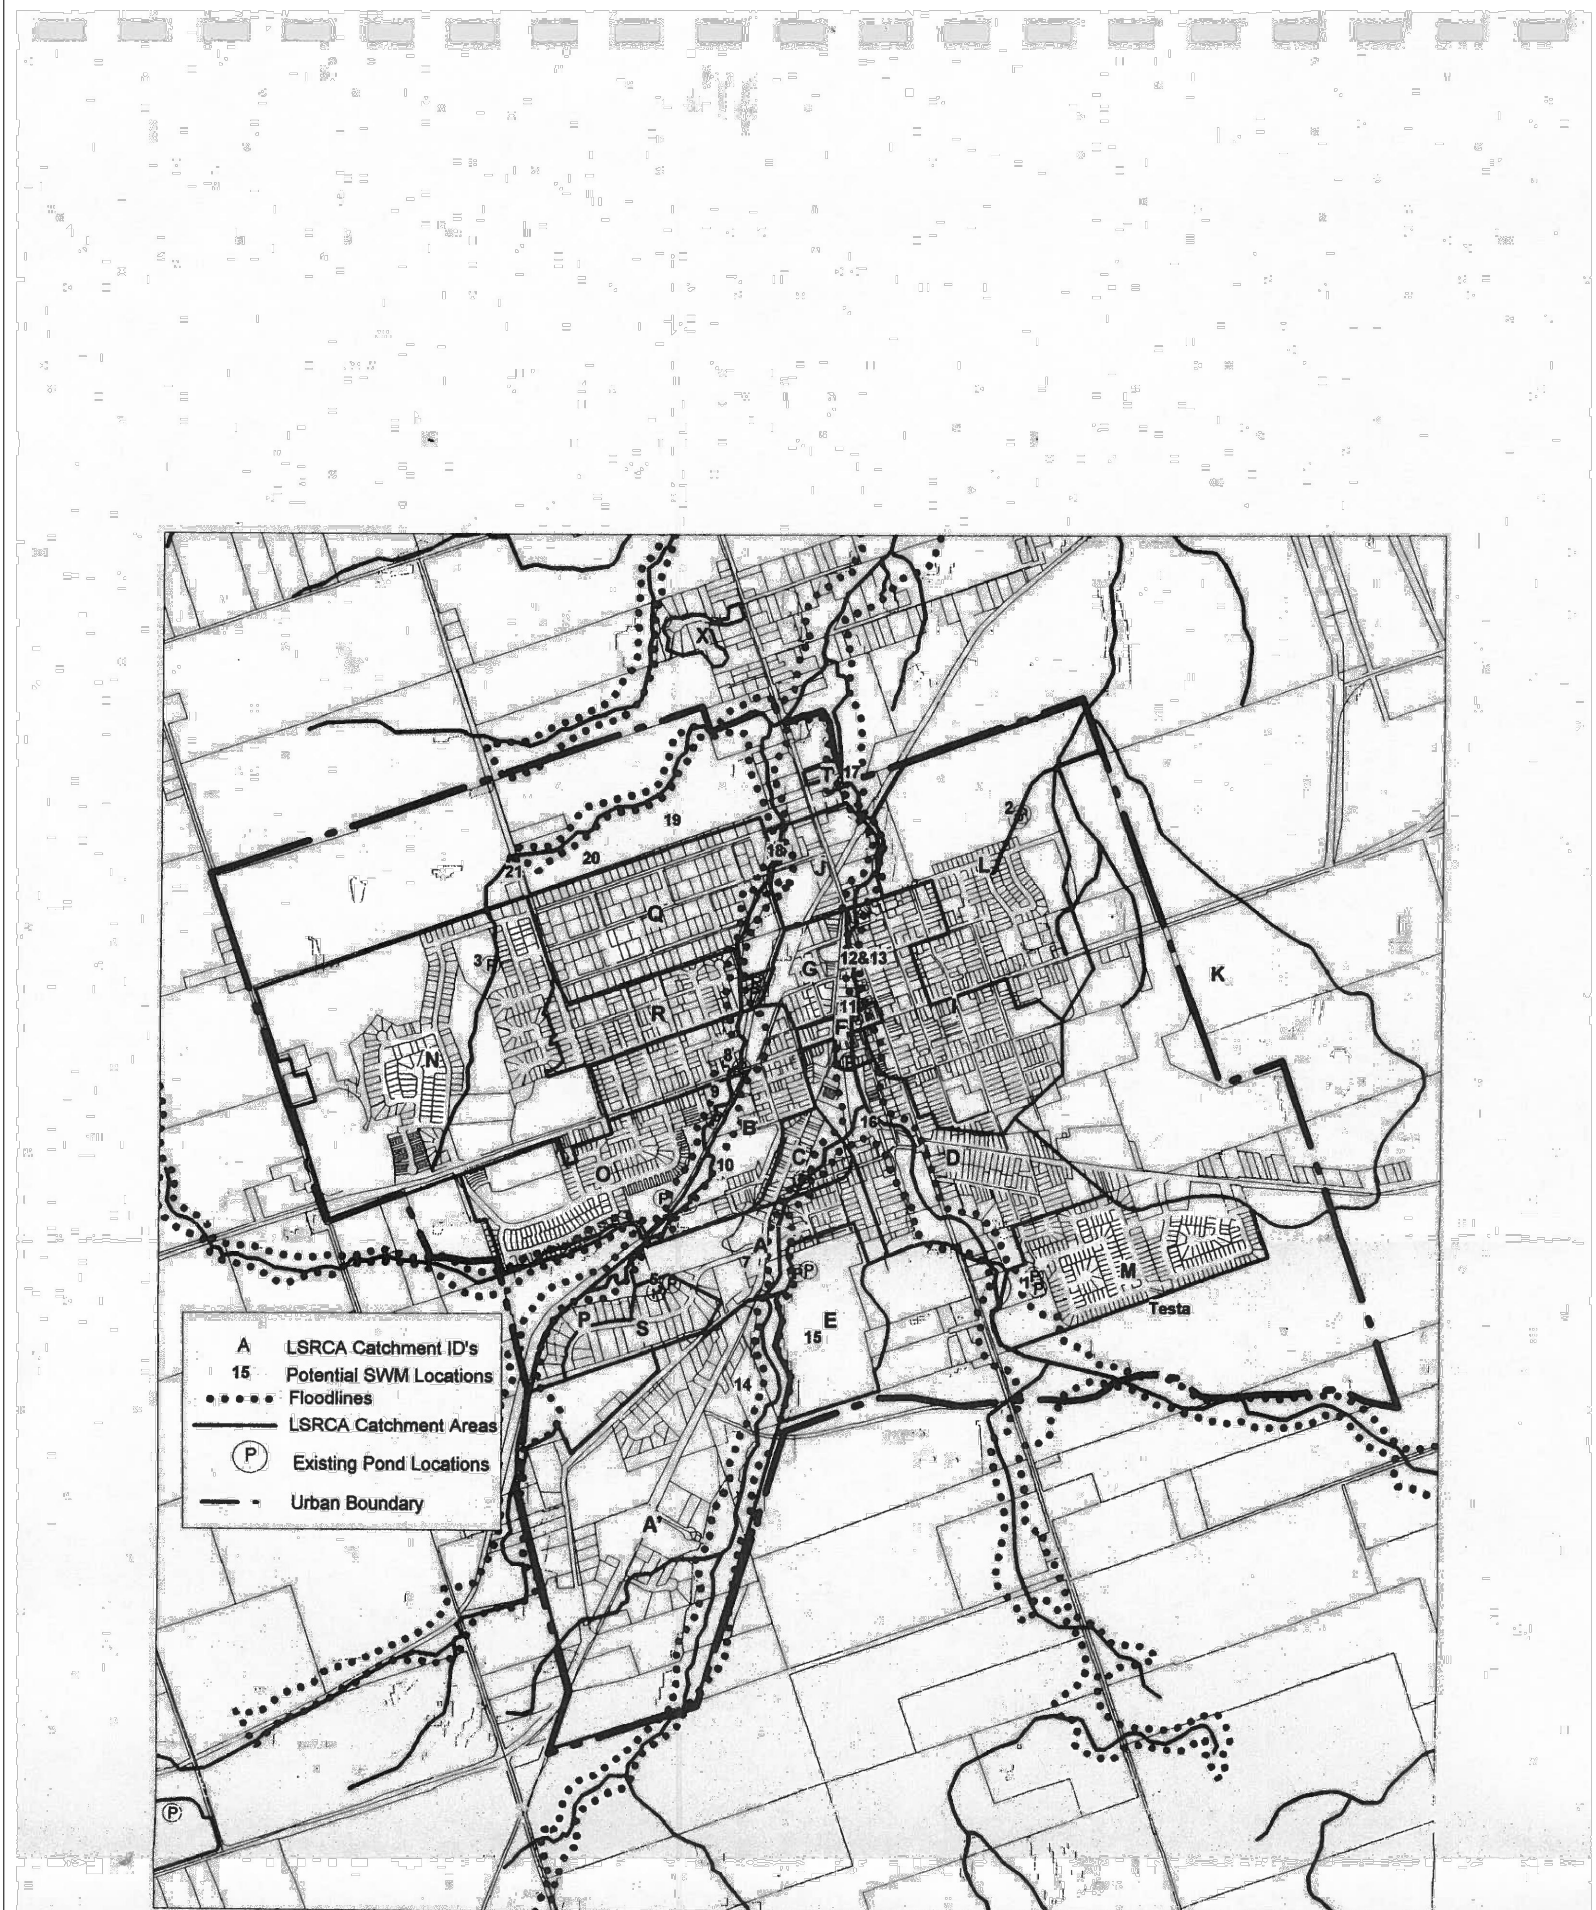 X
T 17
2 P
19
18
J
20
L
21
Q
3 P
12&13
G
K
11
R
F
N
8
9
B
16
10
C
D
O
P
A
7
P
5
1 P
P
M
Testa
E
15
P
S
14
A'
P
A LSRCA Catchment ID's
15 Potential SWM Locations
Floodlines
LSRCA Catchment Areas
P Existing Pond Locations
Urban Boundary